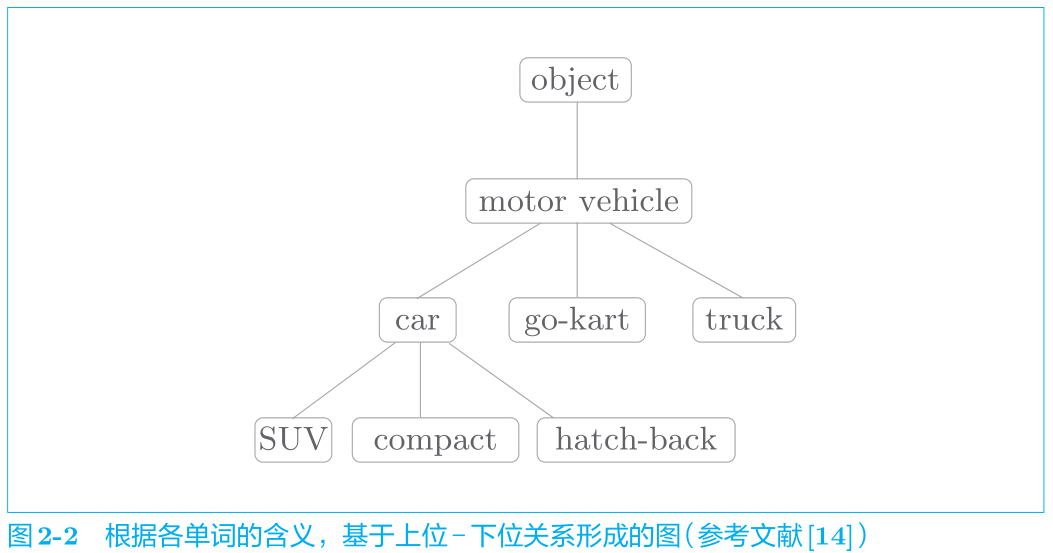 object
motor vehicle
car go-kart truck
SUV compact hatch-back
图2-2 根据各单词的含义，基于上位-下位关系形成的图(参考文献[14])